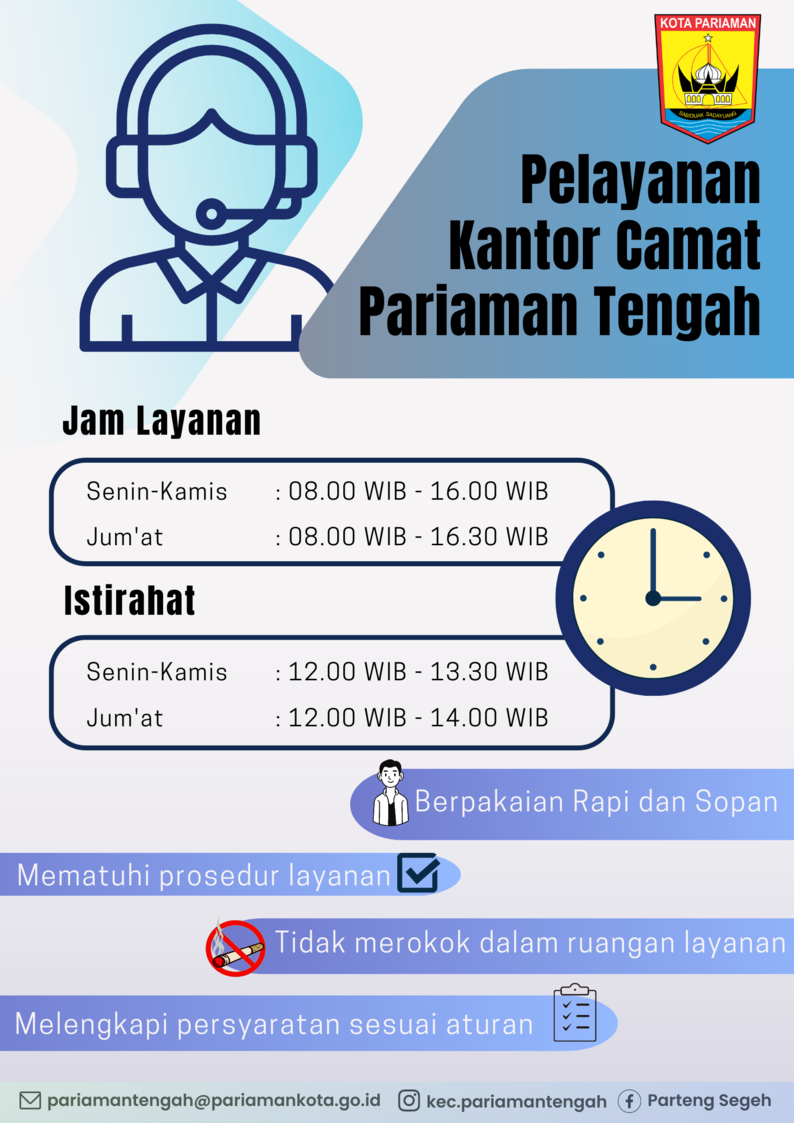 KOTA PARIAMAN
SABIDUAK SADAYUANG
Pelayanan
Kantor Camat
Pariaman Tengah
Jam Layanan
Senin-Kamis : 08.00 WIB - 16.00 WIB
Jum'at : 08.00 WIB - 16.30 WIB
Istirahat
Senin-Kamis : 12.00 WIB - 13.30 WIB
Jum'at : 12.00 WIB - 14.00 WIB
Berpakaian Rapi dan Sopan
Mematuhi prosedur layanan
Tidak merokok dalam ruangan layanan
Melengkapi persyaratan sesuai aturan
pariamantengah@pariamankota.go.id kec.pariamantengah Parteng Segeh